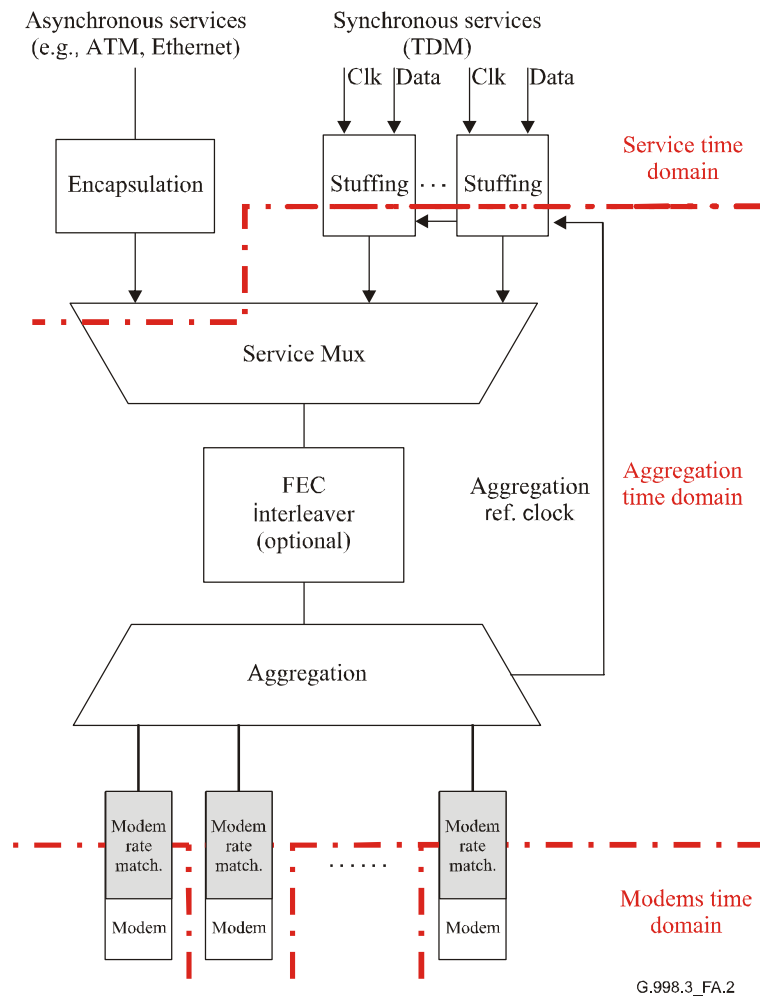 Asynchronous services
(e.g., ATM, Ethernet)
Synchronous services
(TDM)
Clk
Data
Clk
Data
Encapsulation
Stuffing
. . .
Stuffing
Service time
domain
Service Mux
FEC
interleaver
(optional)
Aggregation
ref. clock
Aggregation
time domain
Aggregation
Modem
rate
match.
Modem
Modem
rate
match.
Modem
. . . . . .
Modem
rate
match.
Modem
Modems time
domain
G.998.3_FA.2